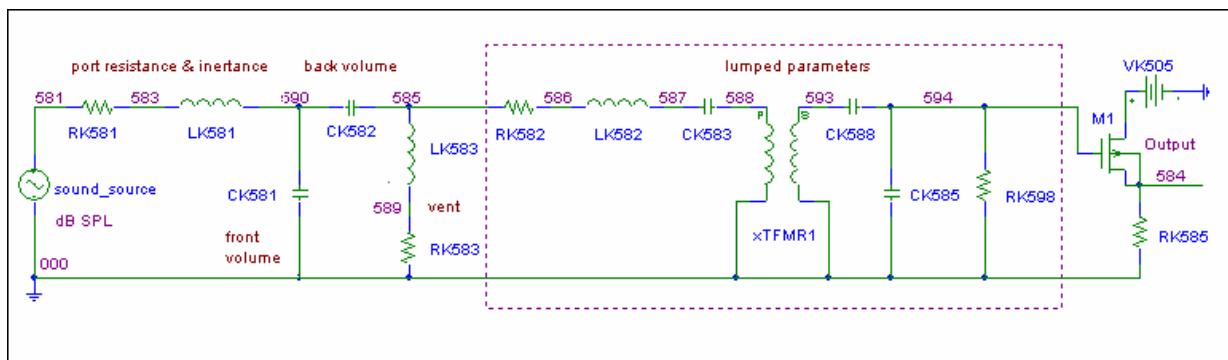 port resistance & inertance back volume lumped parameters VK505
581 583 590 585 586 587 588 593 594
RK581 LK581 CK582 RK582 LK582 CK583 CK588 M1
P S + -
Output
584
LK583
sound_source CK581 CK585 RK598
dB SPL 589 vent xTFMR1 RK585
front
volume RK583
000